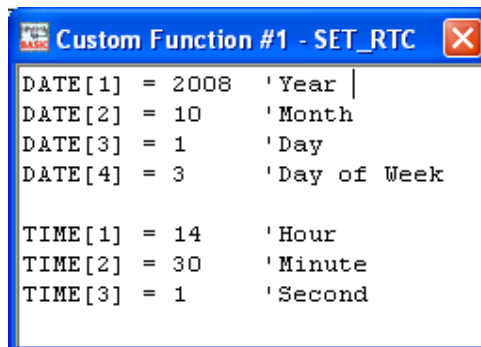 BASIC Custom Function #1 - SET_RTC
DATE[1] = 2008 'Year
DATE[2] = 10 'Month
DATE[3] = 1 'Day
DATE[4] = 3 'Day of Week
TIME[1] = 14 'Hour
TIME[2] = 30 'Minute
TIME[3] = 1 'Second